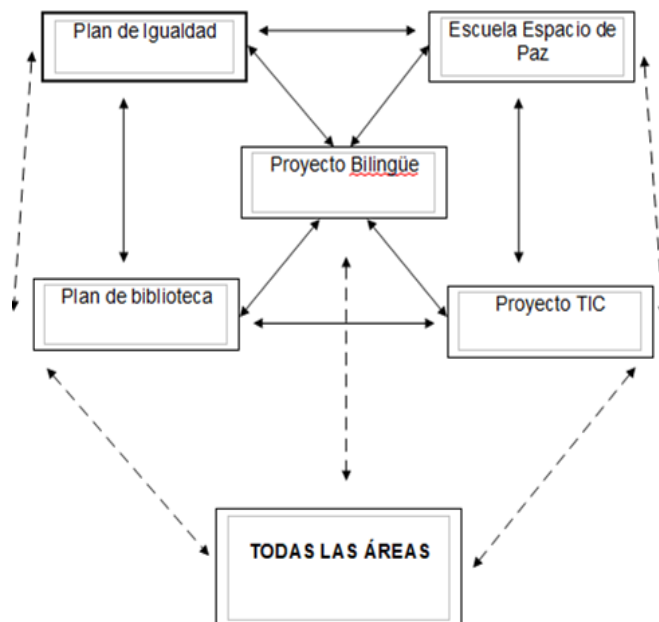 Plan de Igualdad
Escuela Espacio de
Paz
Proyecto Bilingüe
Plan de biblioteca
Proyecto TIC
TODAS LAS ÁREAS